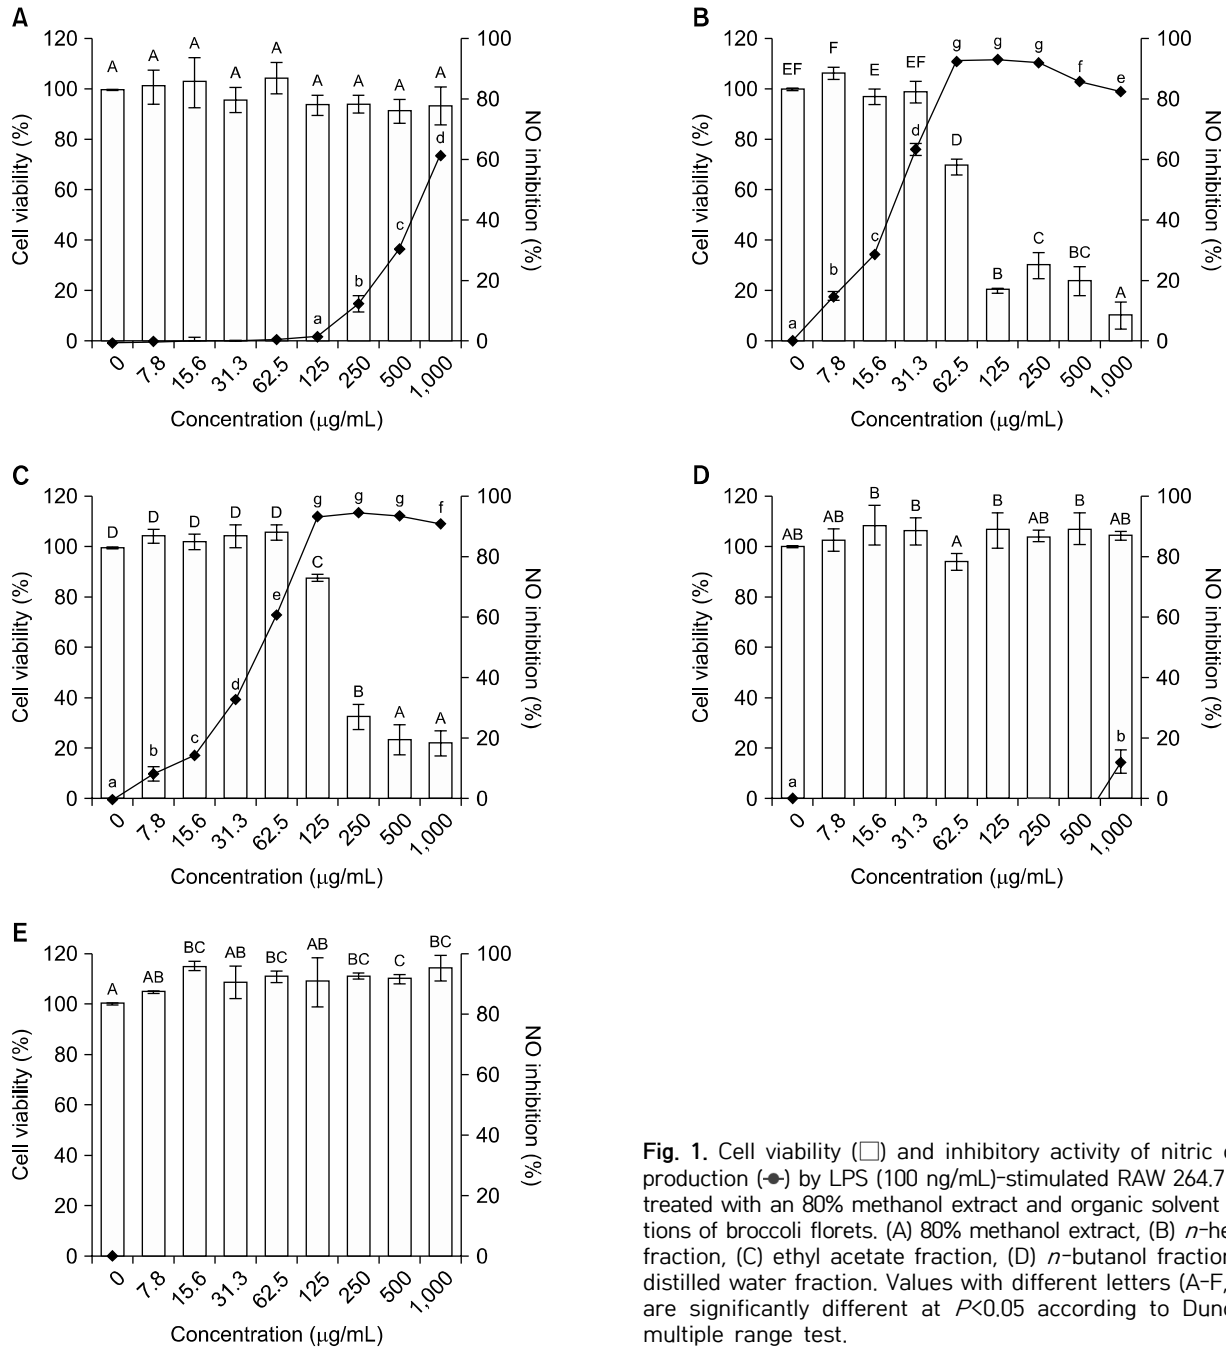 A
120
100
80
60
40
20
0
Cell viability (%)
100
80
60
40
20
0
NO inhibition (%)
A A A A A A A A A
a b c d
0 7.8 15.6 31.3 62.5 125 250 500 1,000
Concentration (μg/mL)
B
120
100
80
60
40
20
0
Cell viability (%)
100
80
60
40
20
0
NO inhibition (%)
EF F E EF D B C BC A
a b c d g g g f e
0 7.8 15.6 31.3 62.5 125 250 500 1,000
Concentration (μg/mL)
C
120
100
80
60
40
20
0
Cell viability (%)
100
80
60
40
20
0
NO inhibition (%)
D D D D D C B A A
a b c d e g g g f
0 7.8 15.6 31.3 62.5 125 250 500 1,000
Concentration (μg/mL)
D
120
100
80
60
40
20
0
Cell viability (%)
100
80
60
40
20
0
NO inhibition (%)
AB AB B B A B AB B AB
a b
0 7.8 15.6 31.3 62.5 125 250 500 1,000
Concentration (μg/mL)
E
120
100
80
60
40
20
0
Cell viability (%)
100
80
60
40
20
0
NO inhibition (%)
A AB BC AB BC AB BC C BC
0 7.8 15.6 31.3 62.5 125 250 500 1,000
Concentration (μg/mL)
Fig. 1. Cell viability (□) and inhibitory activity of nitric
production (-●-) by LPS (100 ng/mL)-stimulated RAW 264.7
treated with an 80% methanol extract and organic solvent
tions of broccoli florets. (A) 80% methanol extract, (B) n-he
fraction, (C) ethyl acetate fraction, (D) n-butanol fraction
distilled water fraction. Values with different letters (A-F,
are significantly different at P<0.05 according to Dun
multiple range test.